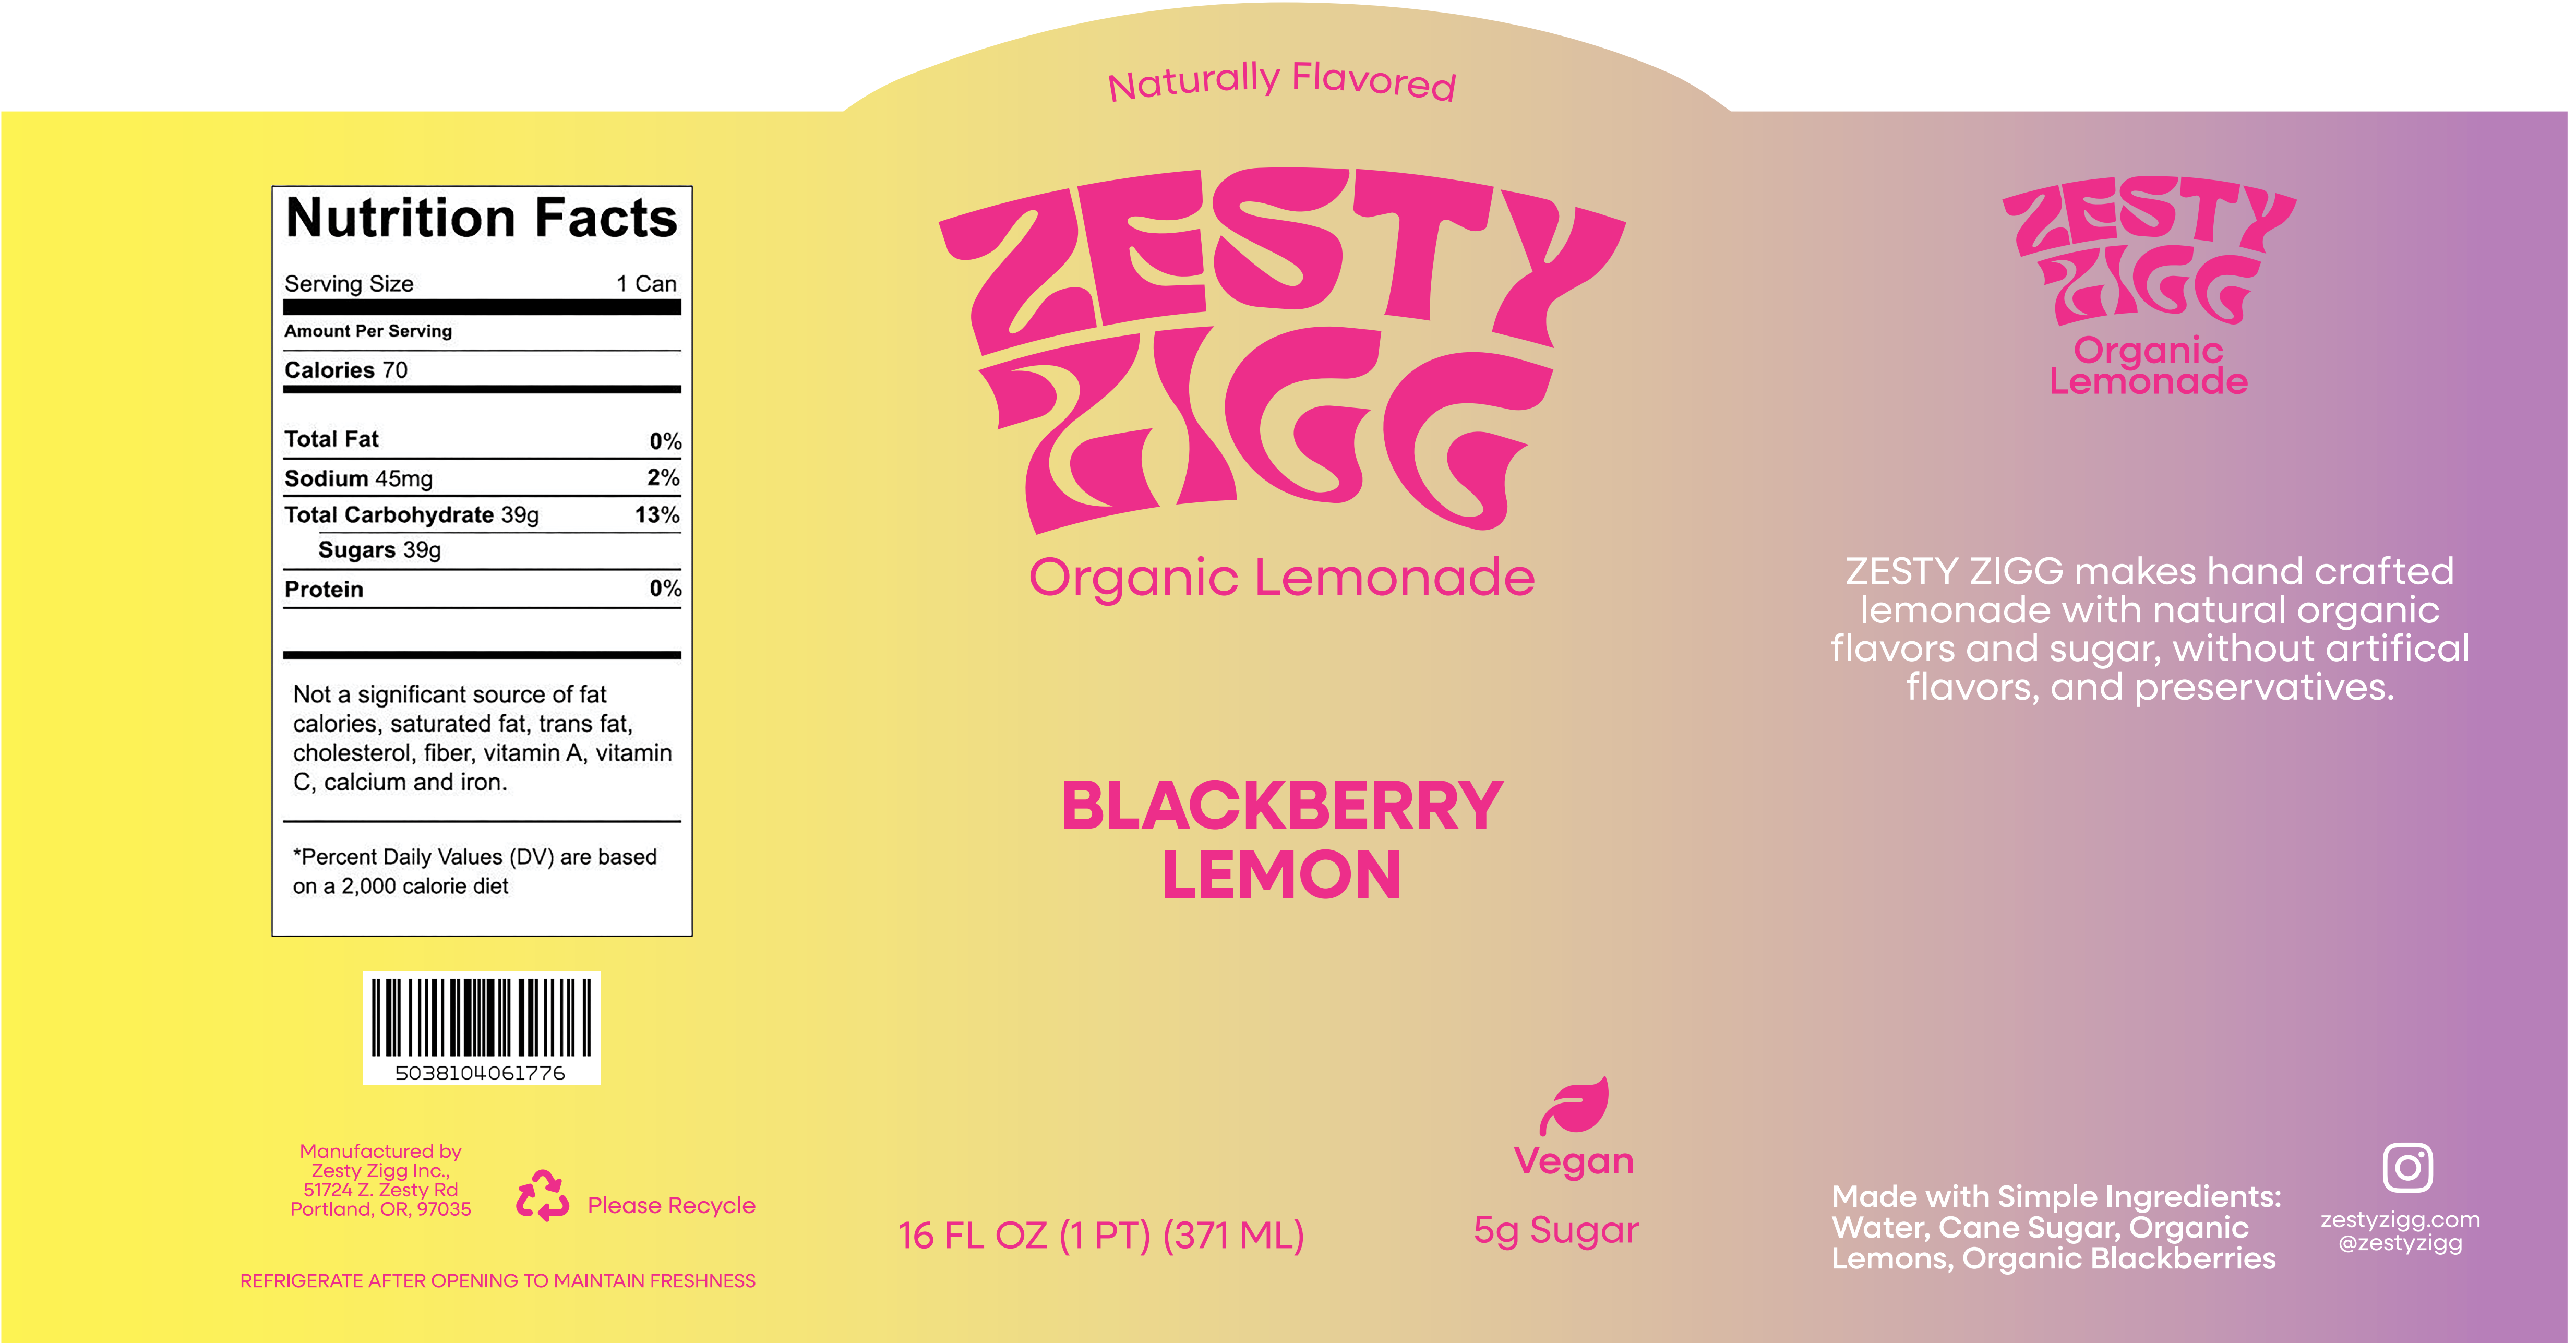 Naturally Flavored
ZESTY
ZIGG
Organic Lemonade
BLACKBERRY
LEMON
Vegan
5g Sugar
16 FL OZ (1 PT) (371 ML)
Nutrition Facts
Serving Size 1 Can
Amount Per Serving
Calories 70
Total Fat 0%
Sodium 45mg 2%
Total Carbohydrate 39g 13%
Sugars 39g
Protein 0%
Not a significant source of fat
calories, saturated fat, trans fat,
cholesterol, fiber, vitamin A, vitamin
C, calcium and iron.
*Percent Daily Values (DV) are based
on a 2,000 calorie diet
5038104061776
Manufactured by
Zesty Zigg Inc.,
51724 Z. Zesty Rd
Portland, OR, 97035
Please Recycle
REFRIGERATE AFTER OPENING TO MAINTAIN FRESHNESS
ZESTY
ZIGG
Organic
Lemonade
ZESTY ZIGG makes hand crafted
lemonade with natural organic
flavors and sugar, without artifical
flavors, and preservatives.
Made with Simple Ingredients:
Water, Cane Sugar, Organic
Lemons, Organic Blackberries
zestyzigg.com
@zestyzigg